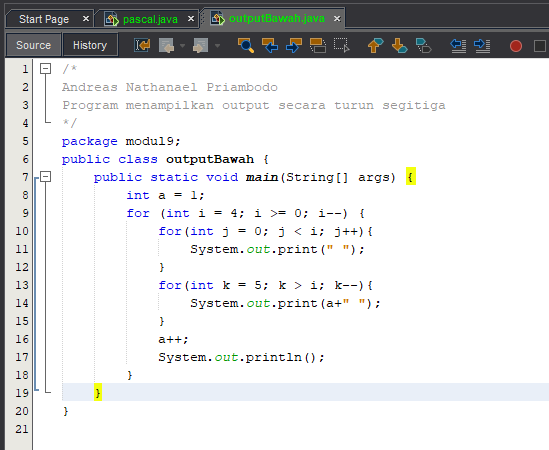 Start Page × pascal.java × outputBawah.java ×
Source History
1 /*
2 Andreas Nathanael Priambodo
3 Program menampilkan output secara turun segitiga
4 */
5 package modul9;
6 public class outputBawah {
7     public static void main(String[] args) {
8         int a = 1;
9         for (int i = 4; i >= 0; i--) {
10             for(int j = 0; j < i; j++){
11                 System.out.print(" ");
12             }
13             for(int k = 5; k > i; k--){
14                 System.out.print(a+" ");
15             }
16             a++;
17             System.out.println();
18         }
19     }
20 }
21